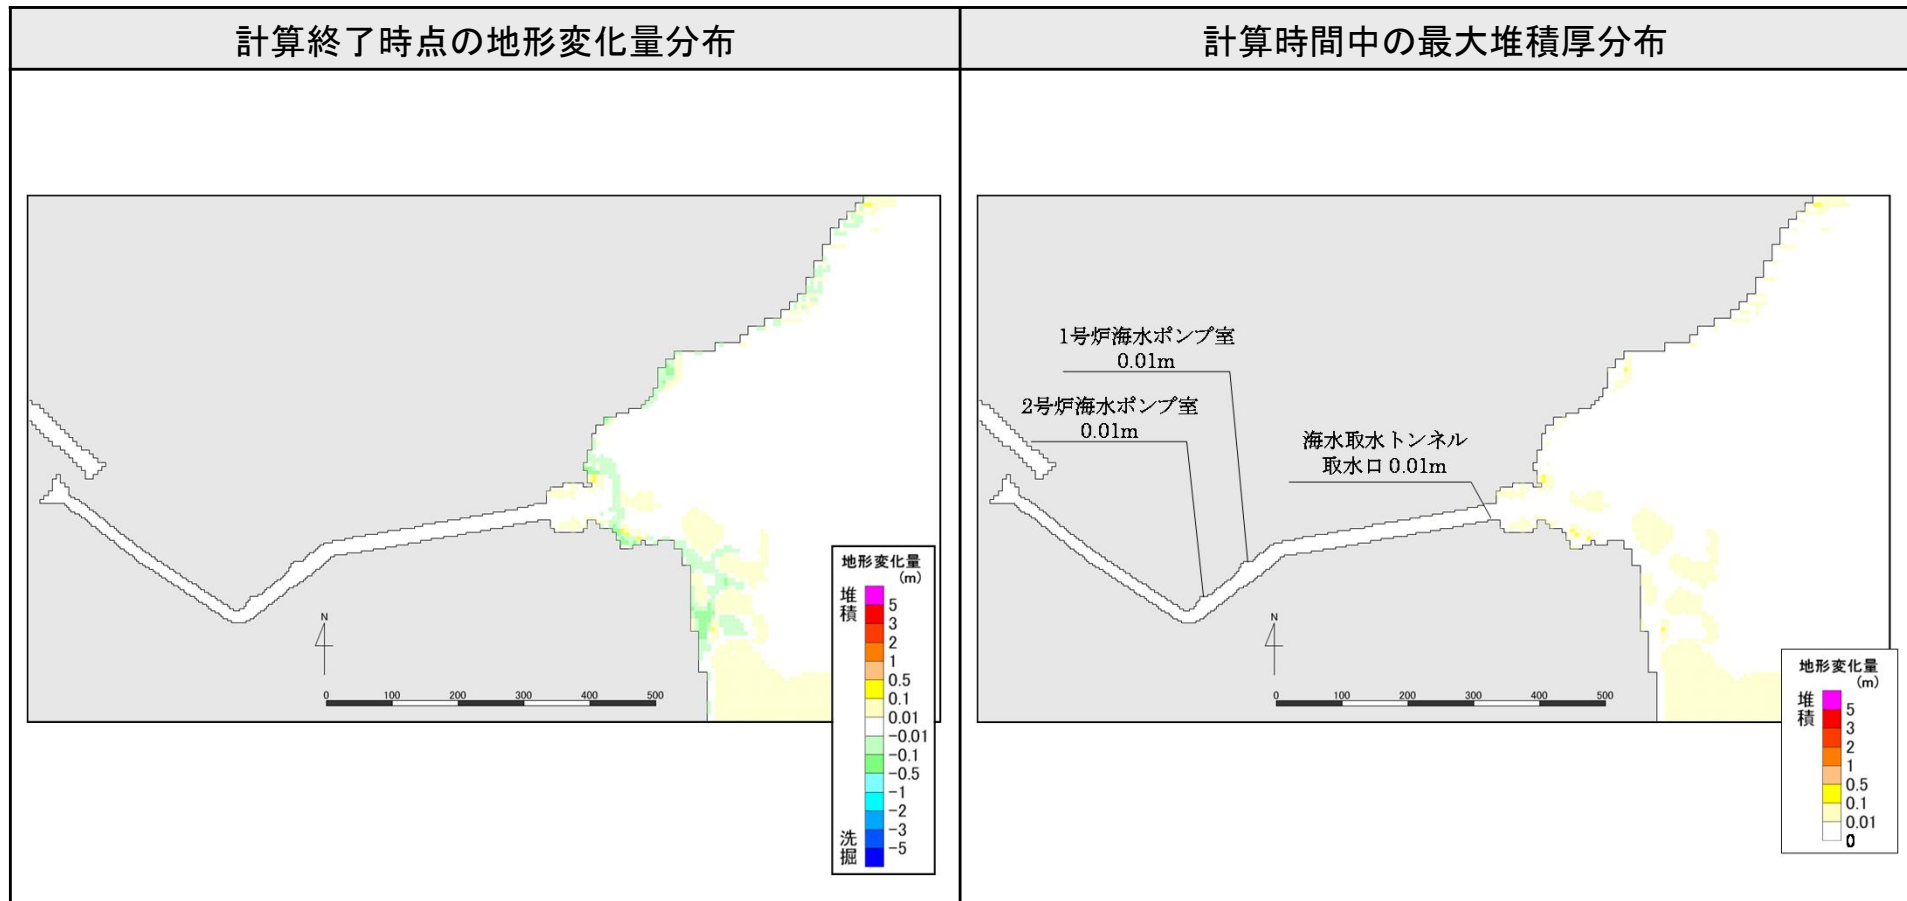 計算終了時点の地形変化量分布
計算時間中の最大堆積厚分布
N
0 100 200 300 400 500
地形変化量
(m)
堆積
5
3
2
1
0.5
0.1
0.01
-0.01
-0.1
-0.5
-1
-2
-3
-5
洗掘
1号炉海水ポンプ室
0.01m
2号炉海水ポンプ室
0.01m
海水取水トンネル
取水口 0.01m
N
0 100 200 300 400 500
地形変化量
(m)
堆積
5
3
2
1
0.5
0.1
0.01
0